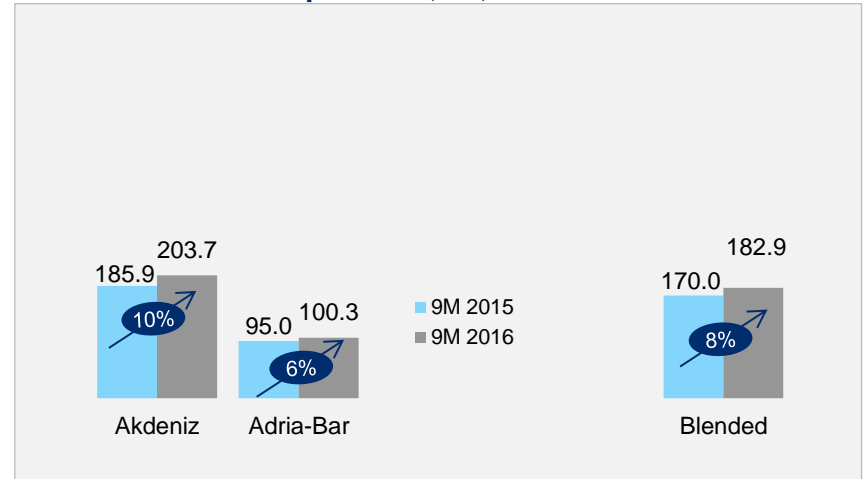 203.7
182.9
185.9
170.0
9M 2015
100.3
95.0
10%
9M 2016
8%
6%
Akdeniz
Adria-Bar
Blended